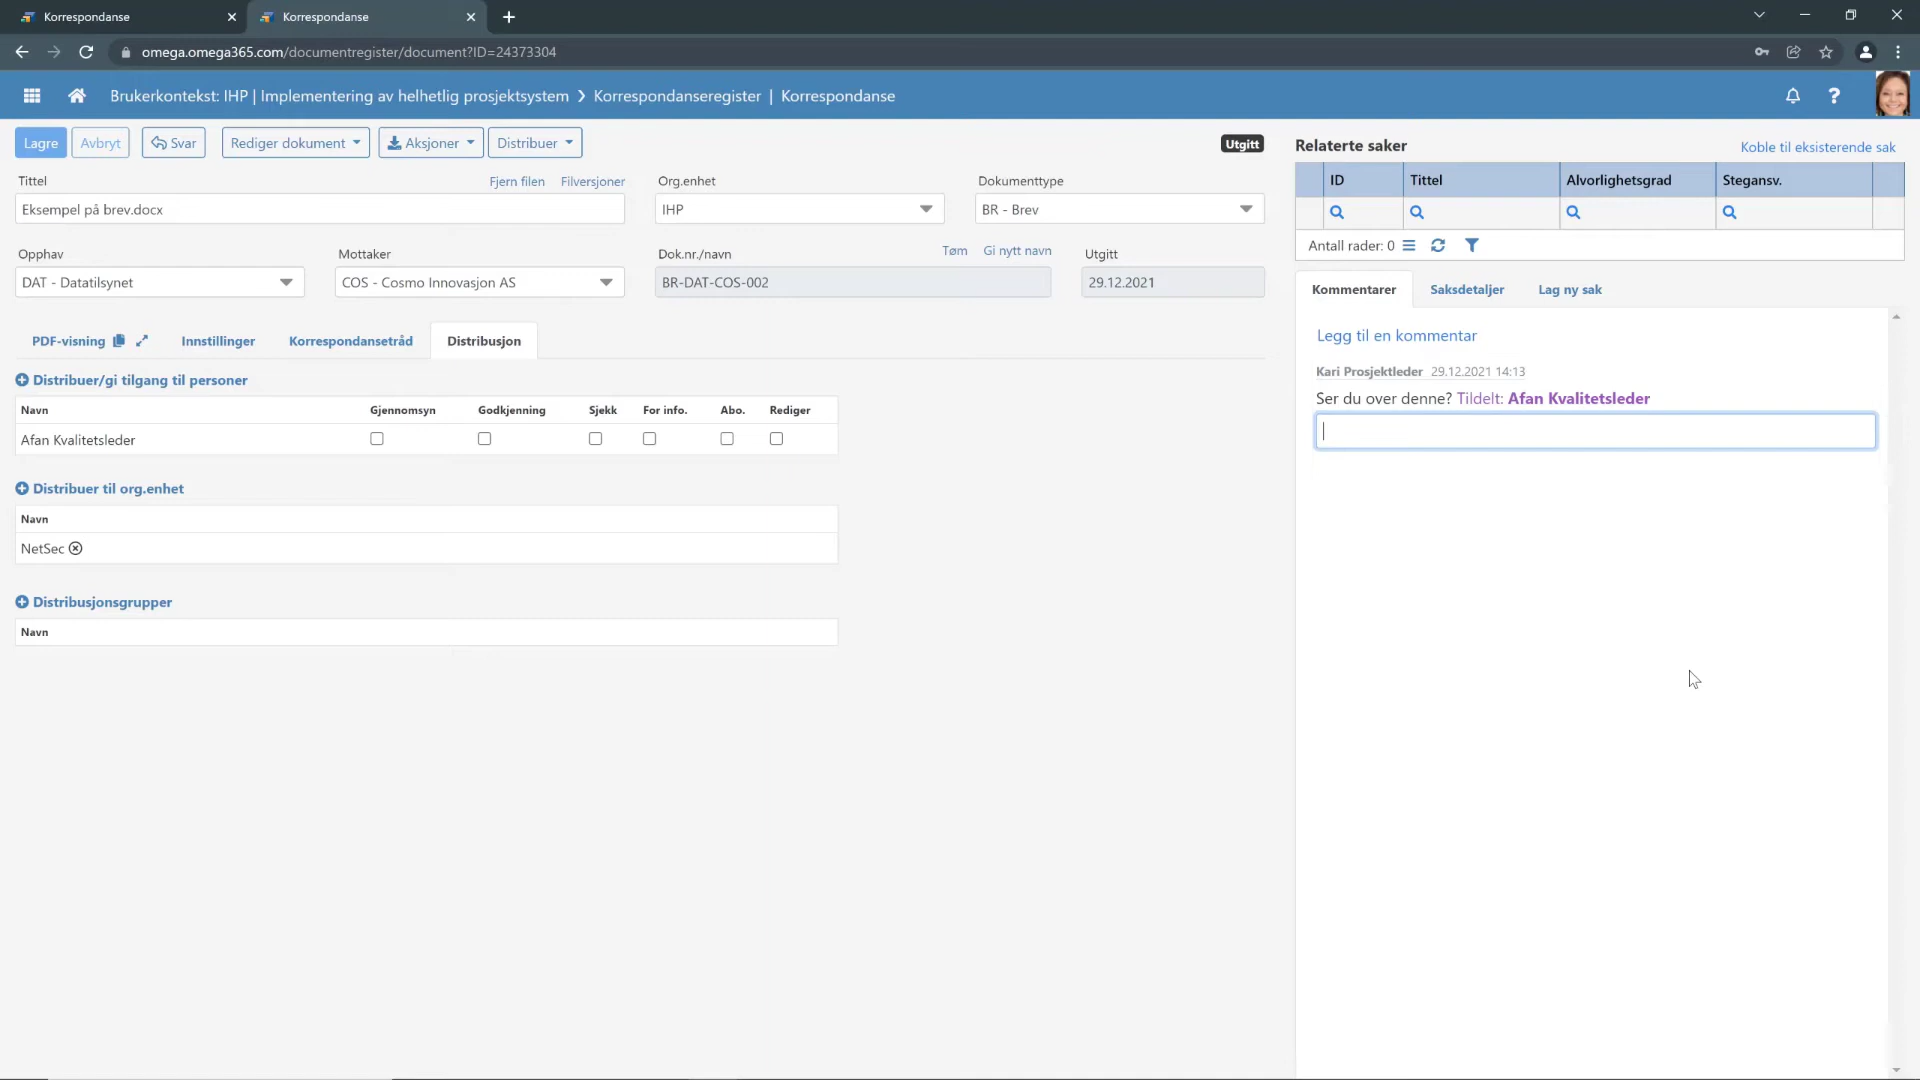 Korrespondanse
Korrespondanse
omega.omega365.com/documentregister/document?ID=24373304
Brukerkontekst: IHP | Implementering av helhetlig prosjektsystem ❯ Korrespondanseregister | Korrespondanse
Lagre
Avbryt
Svar
Rediger dokument
Aksjoner
Distribuer
Utgitt
Tittel
Fjern filen
Filversjoner
Org.enhet
Dokumenttype
Eksempel på brev.docx
IHP
BR - Brev
Opphav
Mottaker
Dok.nr./navn
Tøm
Gi nytt navn
Utgitt
DAT - Datatilsynet
COS - Cosmo Innovasjon AS
BR-DAT-COS-002
29.12.2021
PDF-visning
Innstillinger
Korrespondansetråd
Distribusjon
Distribuer/gi tilgang til personer
Navn
Gjennomsyn
Godkjenning
Sjekk
For info.
Abo.
Rediger
Afan Kvalitetsleder
Distribuer til org.enhet
Navn
NetSec
Distribusjonsgrupper
Navn
Relaterte saker
Koble til eksisterende sak
ID
Tittel
Alvorlighetsgrad
Stegansv.
Antall rader: 0
Kommentarer
Saksdetaljer
Lag ny sak
Legg til en kommentar
Kari Prosjektleder 29.12.2021 14:13
Ser du over denne? Tildelt: Afan Kvalitetsleder